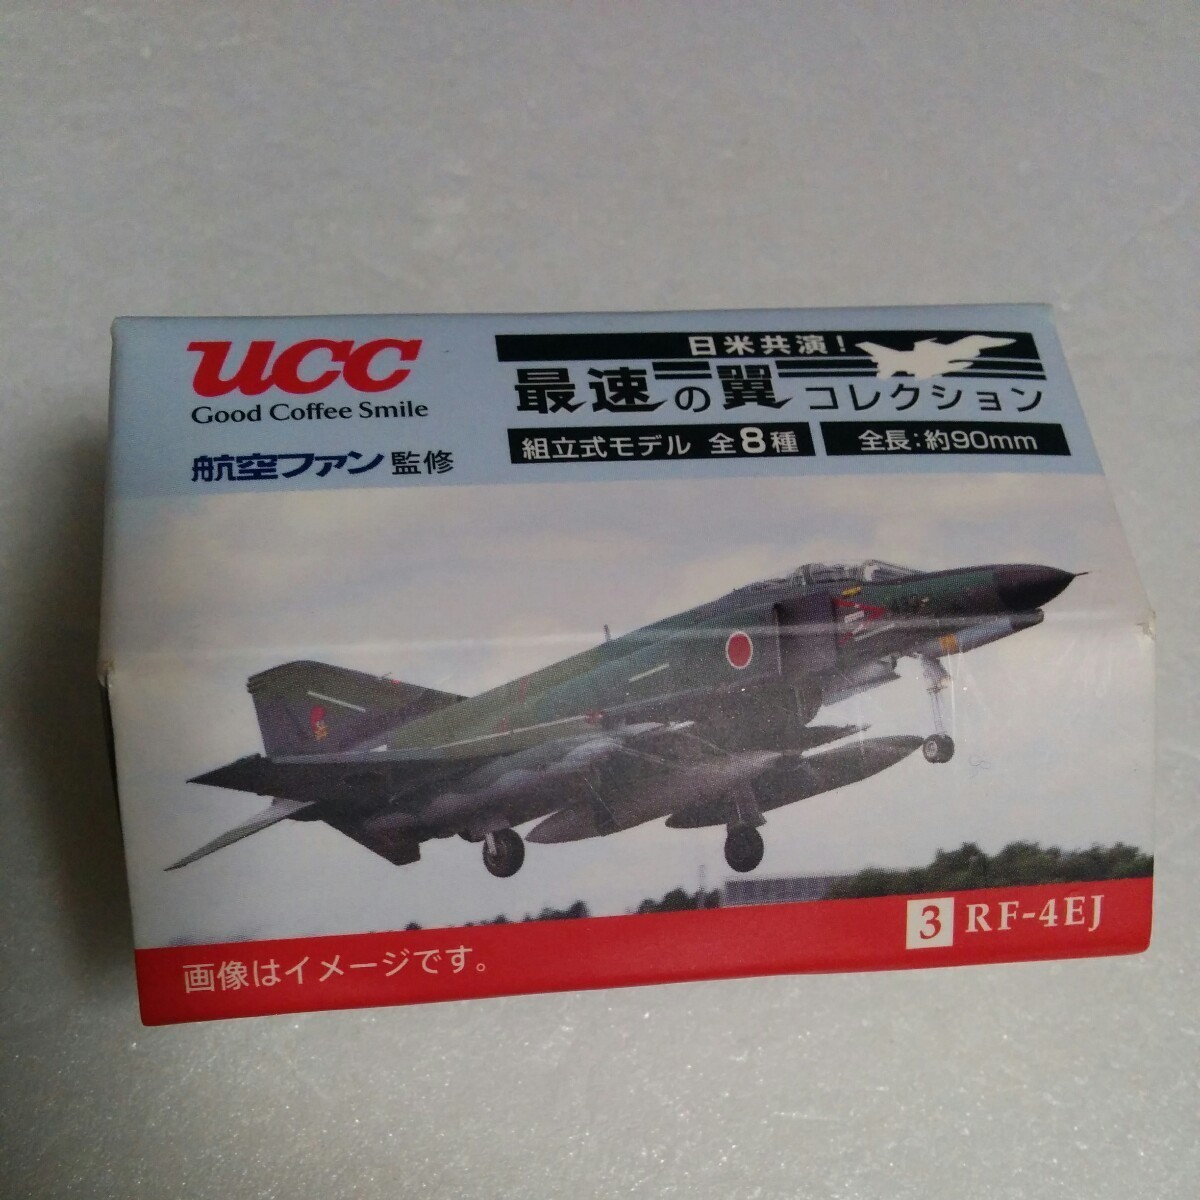 ucc
Good Coffee Smile
航空ファン監修
日米共演！
最速の翼コレクション
組立式モデル 全8種
全長：約90mm
画像はイメージです。
3 RF-4EJ